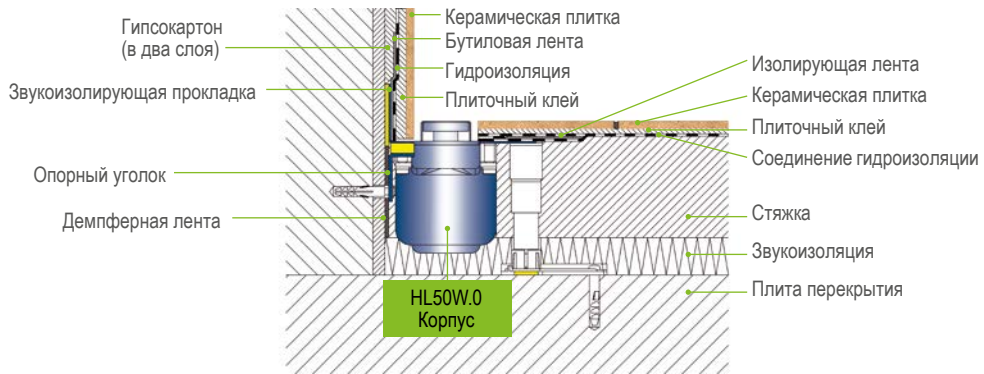 Гипсокартон
(в два слоя)
Звукоизолирующая прокладка
Опорный уголок
Демпферная лента
Керамическая плитка
Бутиловая лента
Гидроизоляция
Плиточный клей
HL50W.0
Корпус
Изолирующая лента
Керамическая плитка
Плиточный клей
Соединение гидроизоляции
Стяжка
Звукоизоляция
Плита перекрытия